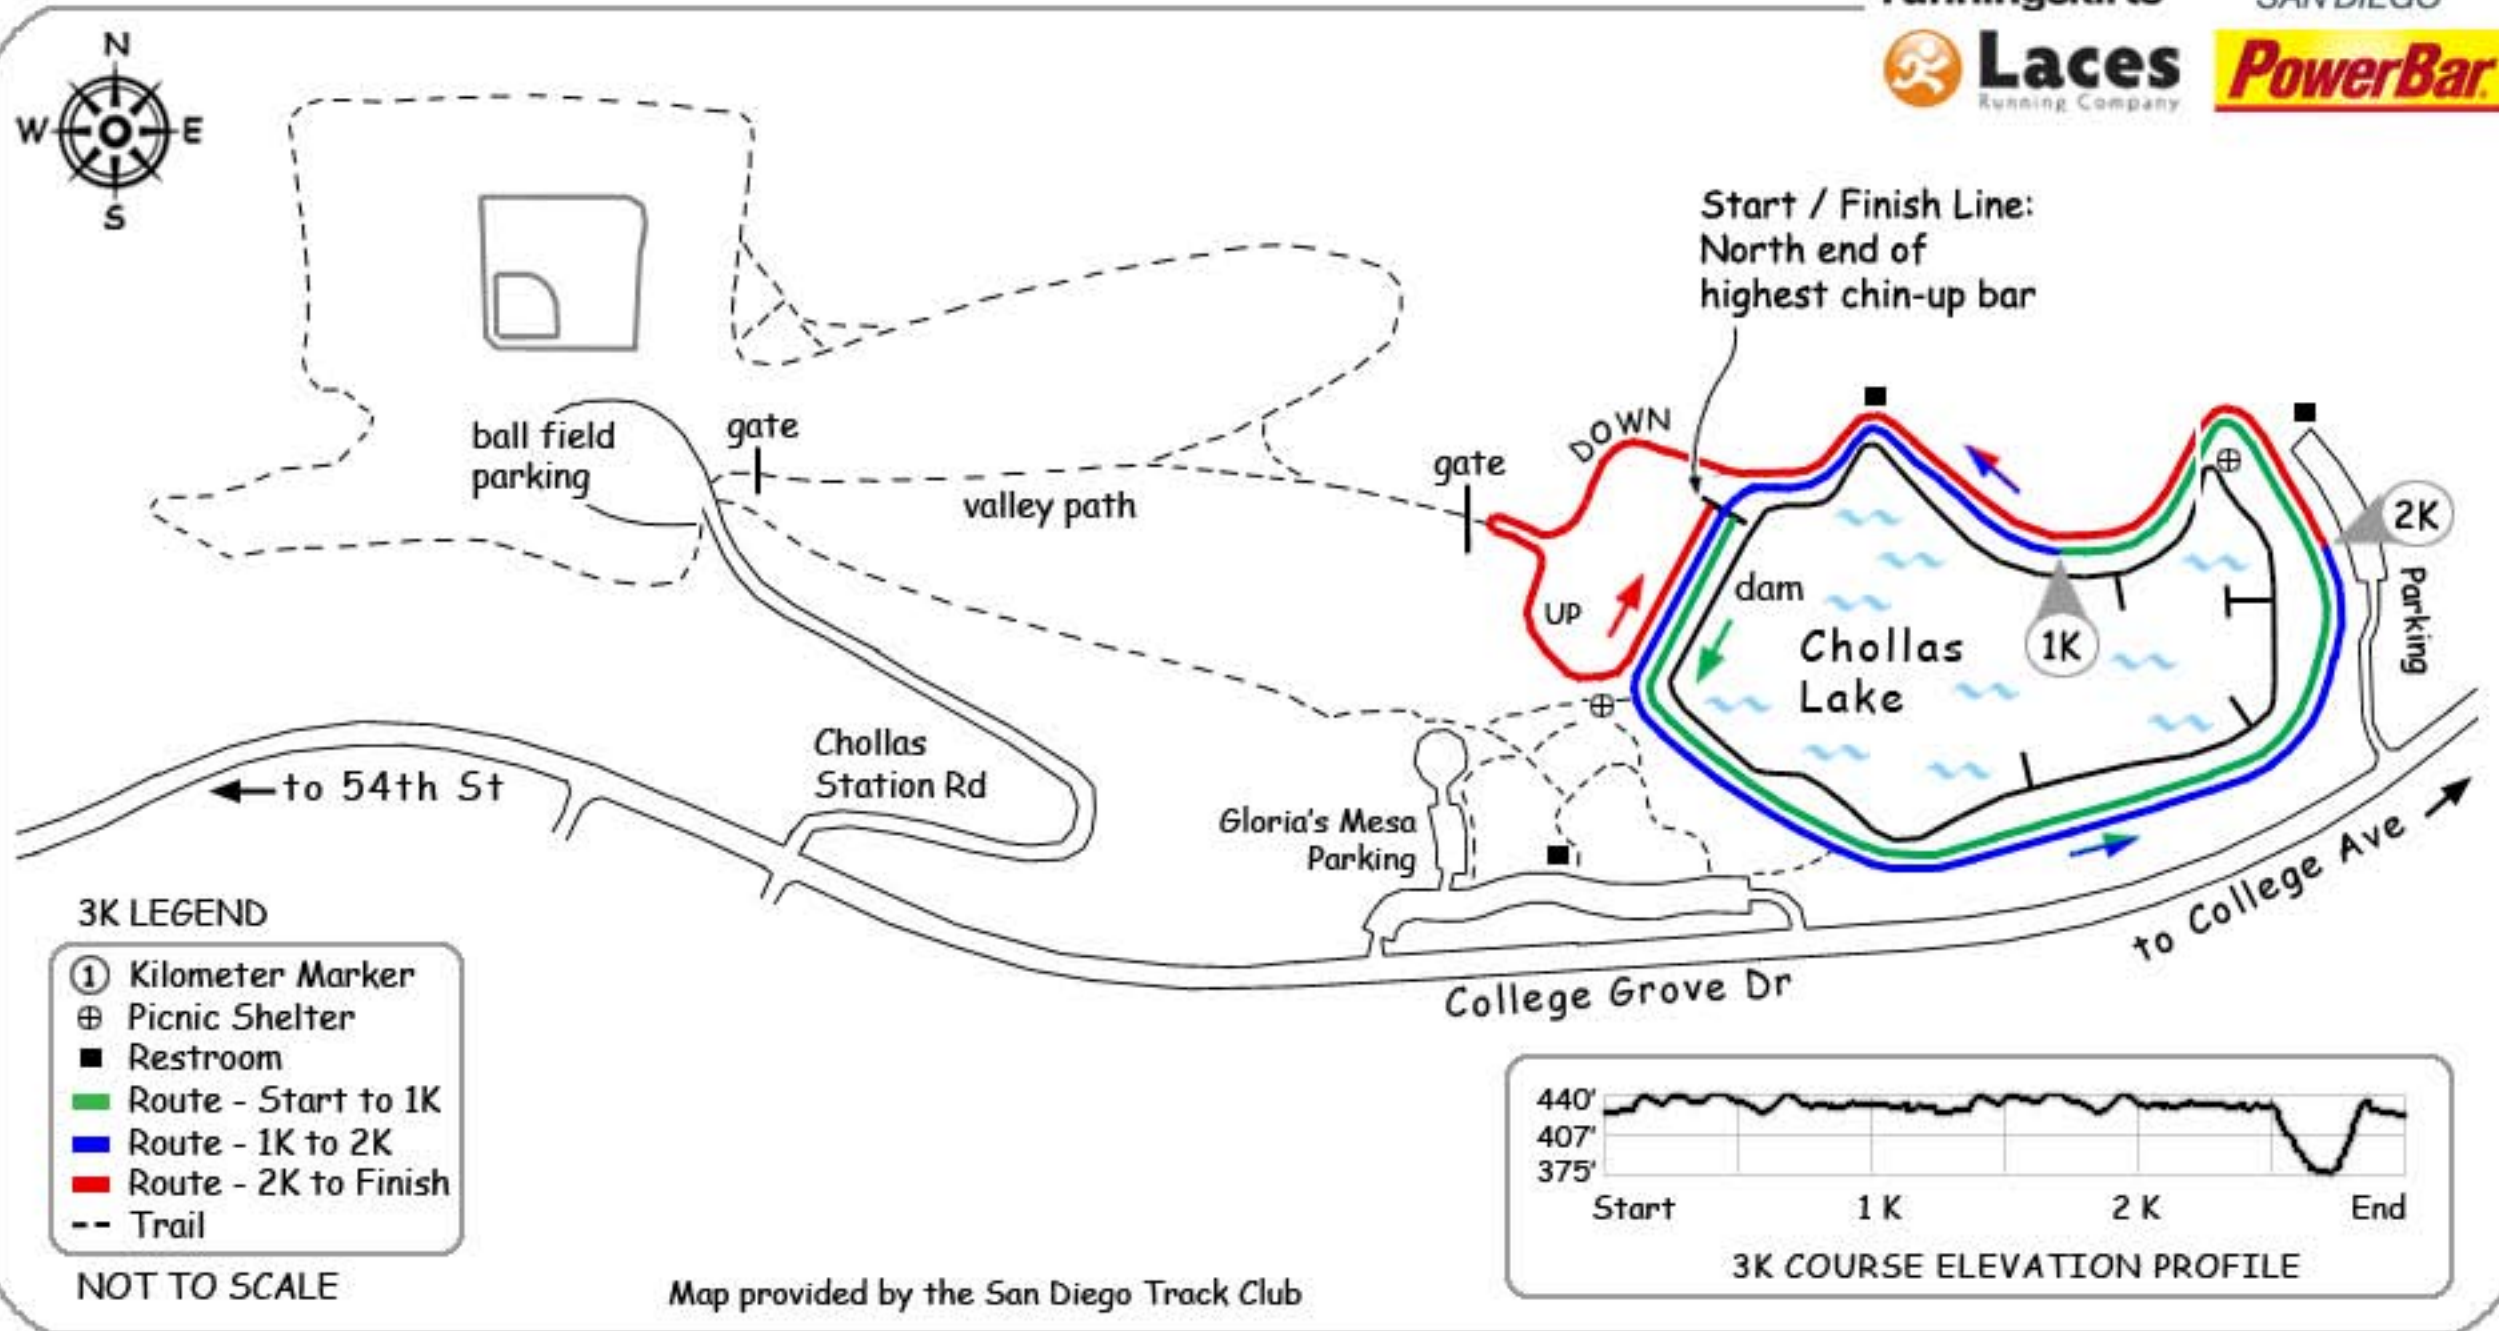 Laces
Running Company
PowerBar
N
W
E
S
Start / Finish Line:
North end of
highest chin-up bar
ball field
parking
gate
valley path
gate
DOWN
UP
dam
Chollas
Lake
1K
2K
Parking
Chollas
Station Rd
to 54th St
Gloria's Mesa
Parking
College Grove Dr
to College Ave
3K LEGEND
1 Kilometer Marker
Picnic Shelter
Restroom
Route - Start to 1K
Route - 1K to 2K
Route - 2K to Finish
Trail
NOT TO SCALE
Map provided by the San Diego Track Club
440'
407'
375'
Start 1 K 2 K End
3K COURSE ELEVATION PROFILE